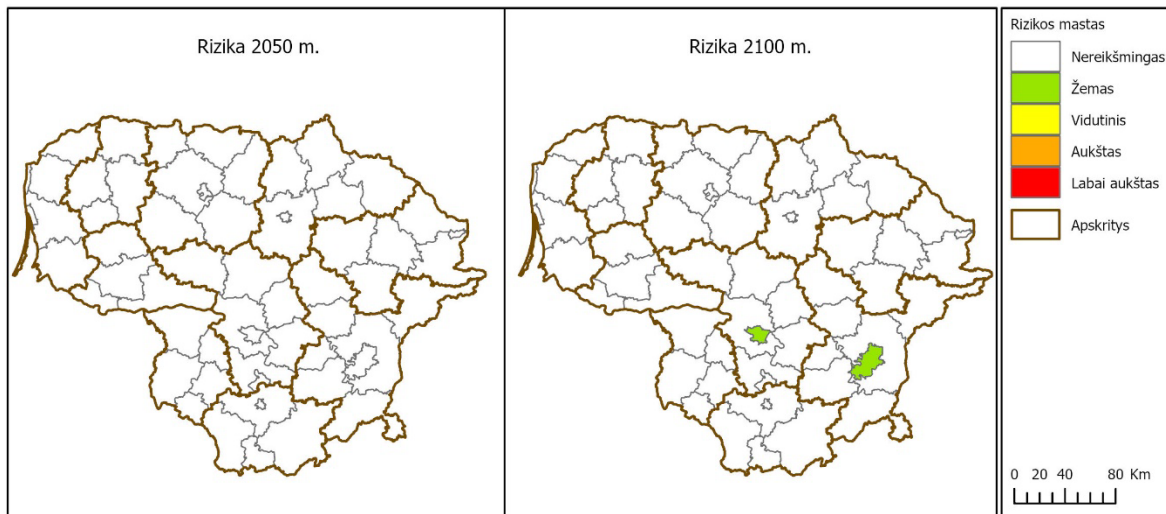 Rizika 2050 m.
Rizika 2100 m.
Rizikos mastas
Nereikšmingas
Žemas
Vidutinis
Aukštas
Labai aukštas
Apskritys
0 20 40 80 Km